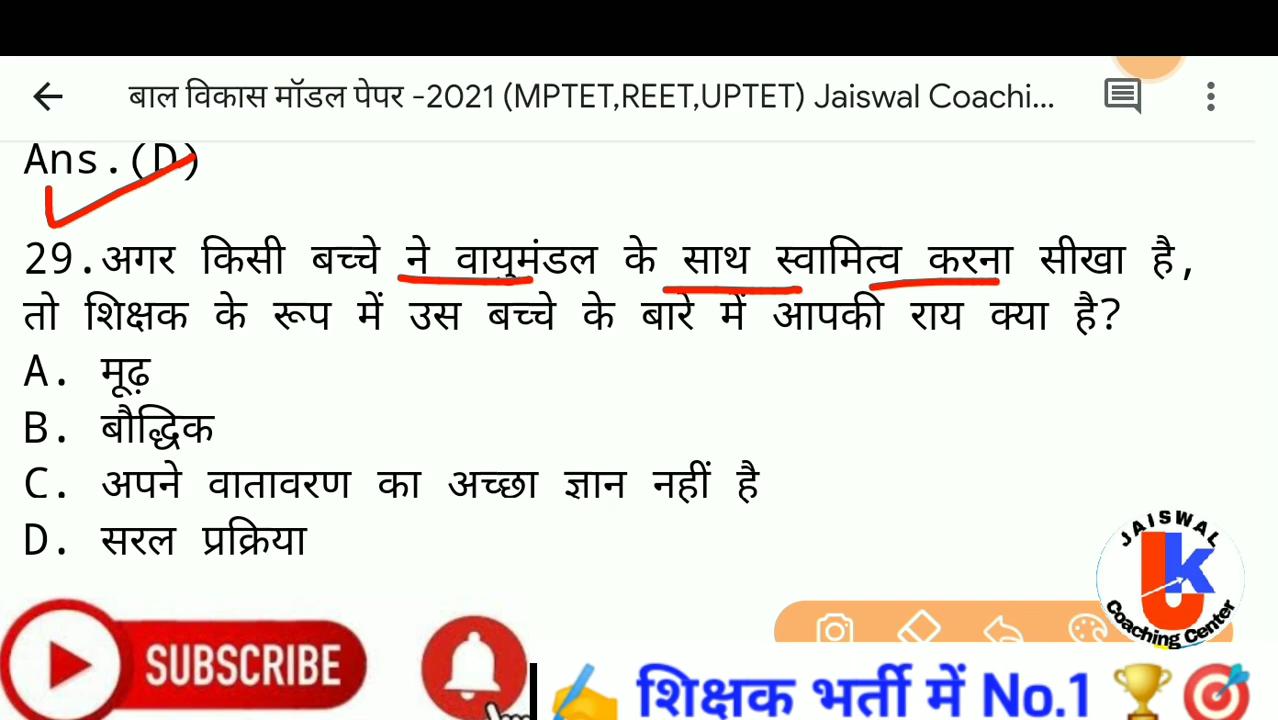 बाल विकास मॉडल पेपर -2021 (MPTET,REET,UPTET) Jaiswal Coachi...
Ans.(D)
29.अगर किसी बच्चे ने वायुमंडल के साथ स्वामित्व करना सीखा है,
तो शिक्षक के रूप में उस बच्चे के बारे में आपकी राय क्या है?
A. मूढ़
B. बौद्धिक
C. अपने वातावरण का अच्छा ज्ञान नहीं है
D. सरल प्रक्रिया
JAISWAL
UK
Coaching Center
SUBSCRIBE
शिक्षक भर्ती में No.1